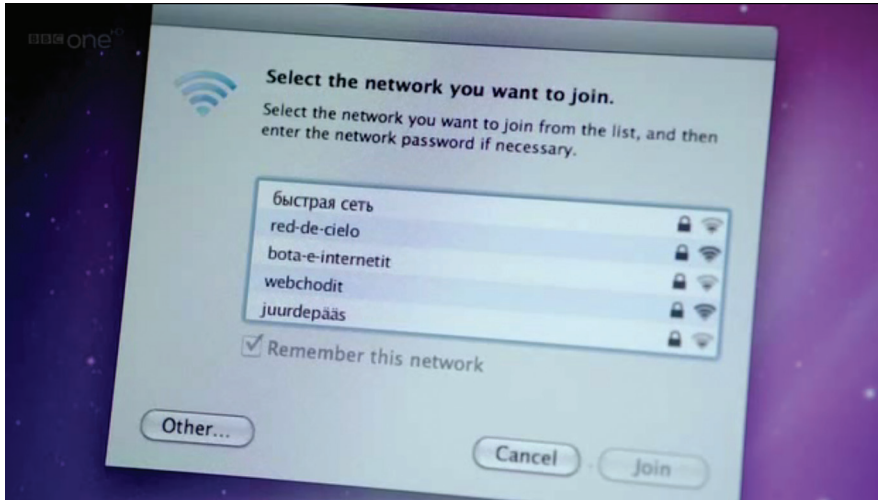 BBC one HD
Select the network you want to join.
Select the network you want to join from the list, and then
enter the network password if necessary.
быстрая сеть
red-de-cielo
bota-e-internetit
webchodit
juurdepääs
Remember this network
Other...
Cancel
Join